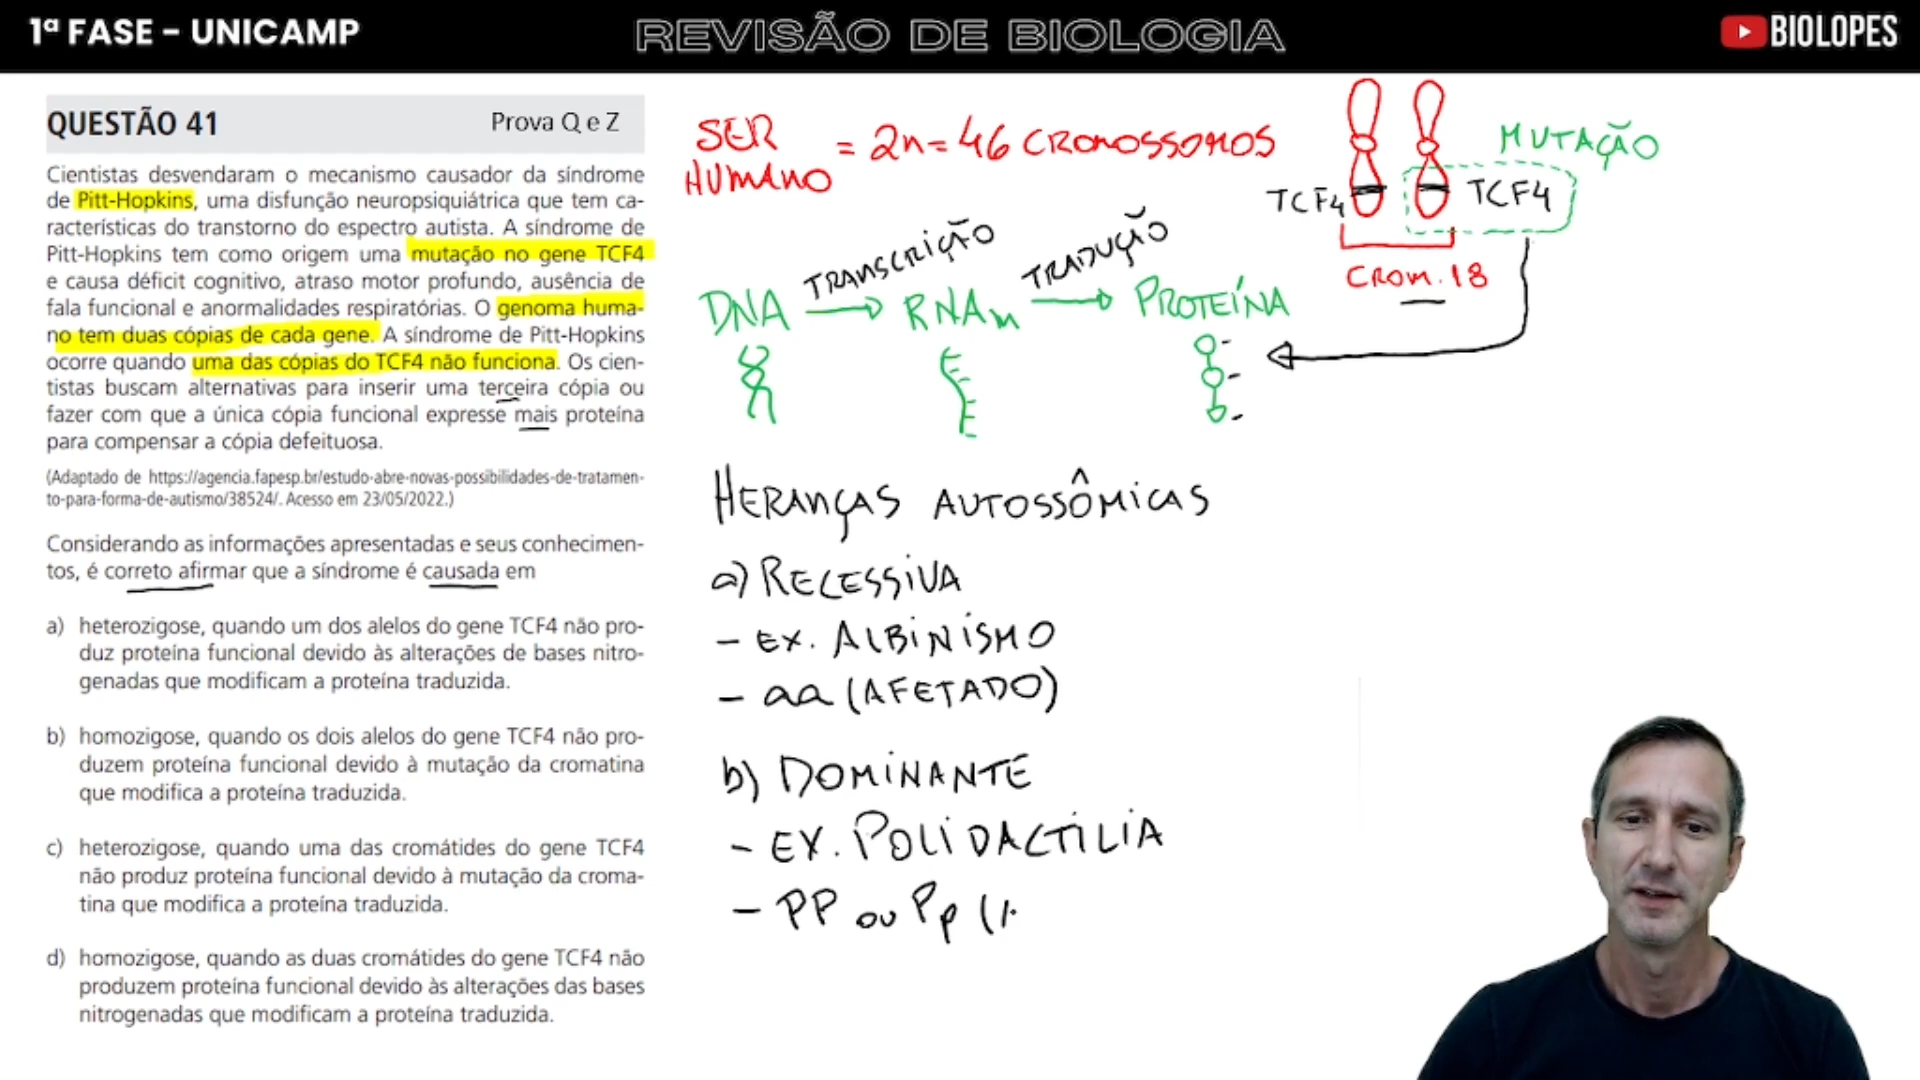 1ª FASE - UNICAMP
REVISÃO DE BIOLOGIA
BIOLOPES
QUESTÃO 41
Prova Q e Z
Cientistas desvendaram o mecanismo causador da síndrome
de Pitt-Hopkins, uma disfunção neuropsiquiátrica que tem ca-
racterísticas do transtorno do espectro autista. A síndrome de
Pitt-Hopkins tem como origem uma mutação no gene TCF4
e causa déficit cognitivo, atraso motor profundo, ausência de
fala funcional e anormalidades respiratórias. O genoma huma-
no tem duas cópias de cada gene. A síndrome de Pitt-Hopkins
ocorre quando uma das cópias do TCF4 não funciona. Os cien-
tistas buscam alternativas para inserir uma terceira cópia ou
fazer com que a única cópia funcional expresse mais proteína
para compensar a cópia defeituosa.
(Adaptado de https://agencia.fapesp.br/estudo-abre-novas-possibilidades-de-tratamen-
to-para-forma-de-autismo/38524/. Acesso em 23/05/2022.)
Considerando as informações apresentadas e seus conhecimen-
tos, é correto afirmar que a síndrome é causada em
a) heterozigose, quando um dos alelos do gene TCF4 não pro-
duz proteína funcional devido às alterações de bases nitro-
genadas que modificam a proteína traduzida.
b) homozigose, quando os dois alelos do gene TCF4 não pro-
duzem proteína funcional devido à mutação da cromatina
que modifica a proteína traduzida.
c) heterozigose, quando uma das cromátides do gene TCF4
não produz proteína funcional devido à mutação da croma-
tina que modifica a proteína traduzida.
d) homozigose, quando as duas cromátides do gene TCF4 não
produzem proteína funcional devido às alterações das bases
nitrogenadas que modificam a proteína traduzida.
SER
HUMANO = 2n = 46 CROMOSSOMOS
MUTAÇÃO
TCF4 TCF4
CROM. 18
TRANSCRIÇÃO TRADUÇÃO
DNA RNAm PROTEÍNA
HERANÇAS AUTOSSÔMICAS
a) RECESSIVA
- EX. ALBINISMO
- aa (AFETADO)
b) DOMINANTE
- EX. POLIDACTILIA
- PP ou Pp (